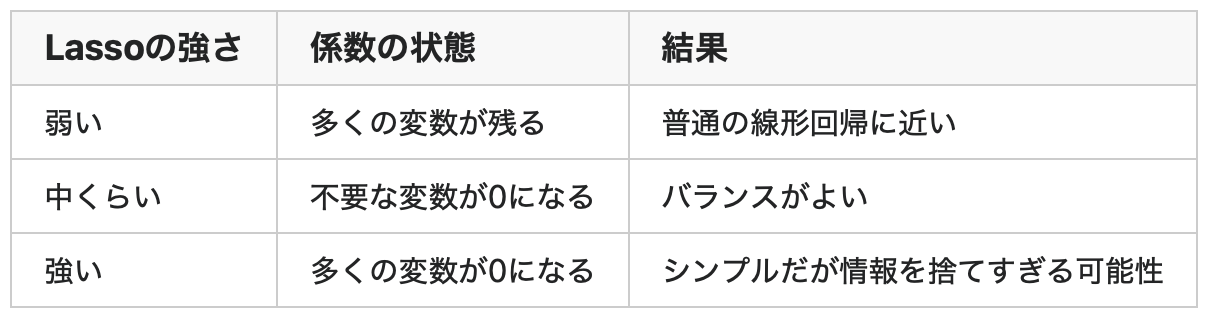 Lassoの強さ 係数の状態 結果
弱い 多くの変数が残る 普通の線形回帰に近い
中くらい 不要な変数が0になる バランスがよい
強い 多くの変数が0になる シンプルだが情報を捨てすぎる可能性